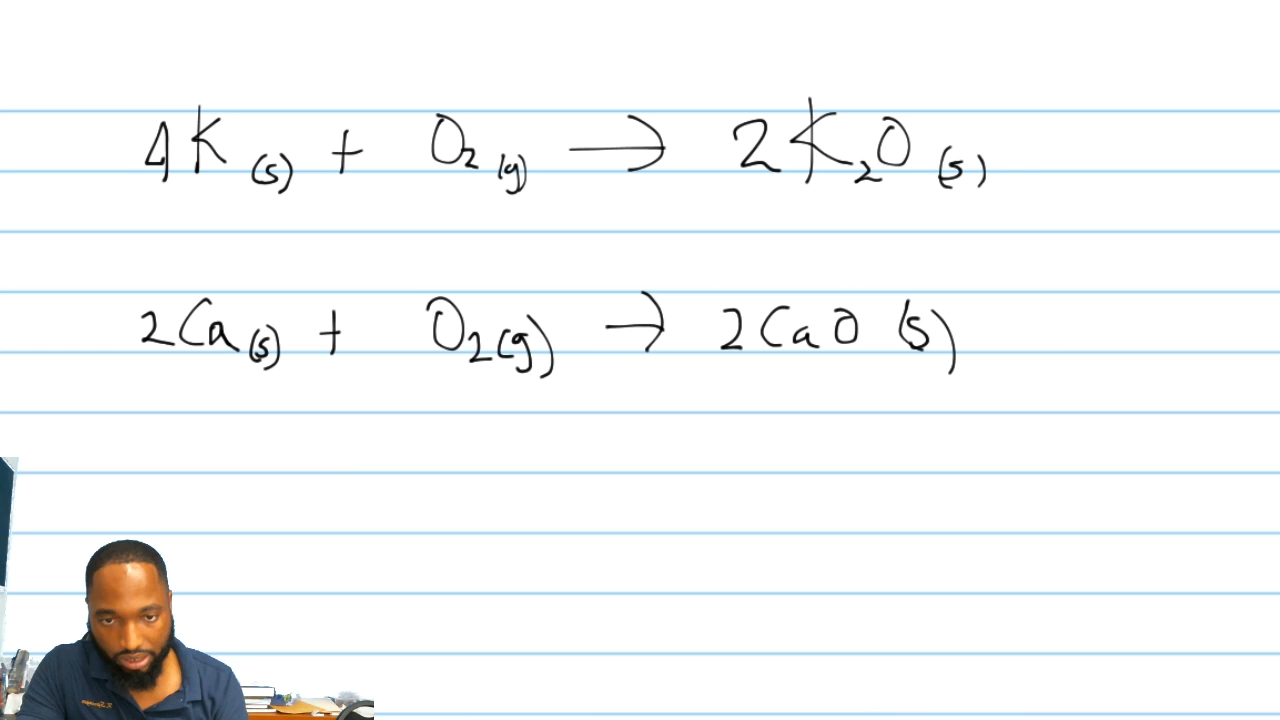 4K (s) + O₂ (g) → 2K₂O (s)
2Ca (s) + O₂ (g) → 2CaO (s)